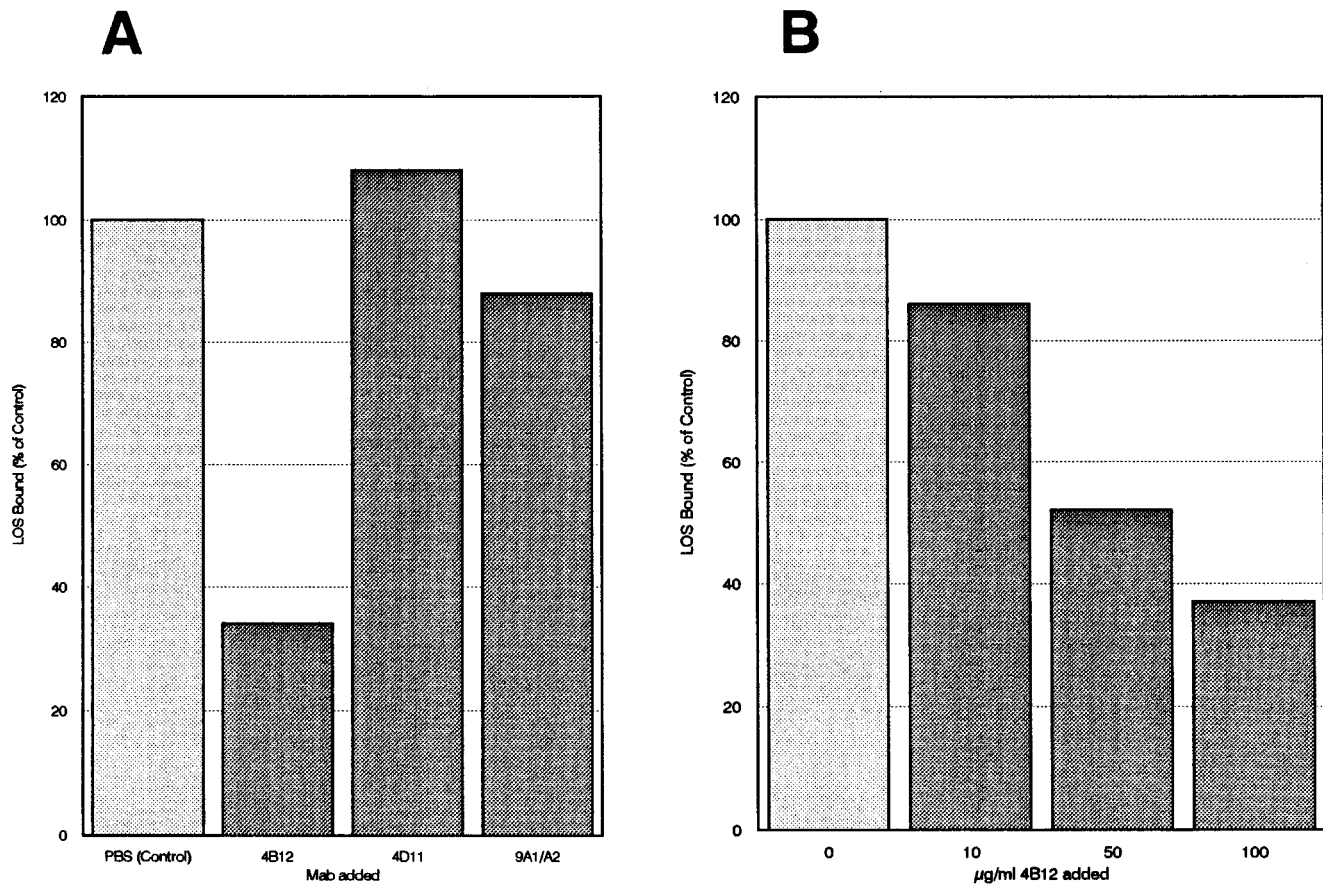 A
B
120
100
80
60
40
20
0
LOS Bound (% of Control)
PBS (Control) 4B12 4D11 9A1/A2
Mab added
120
100
80
60
40
20
0
LOS Bound (% of Control)
0 10 50 100
µg/ml 4B12 added